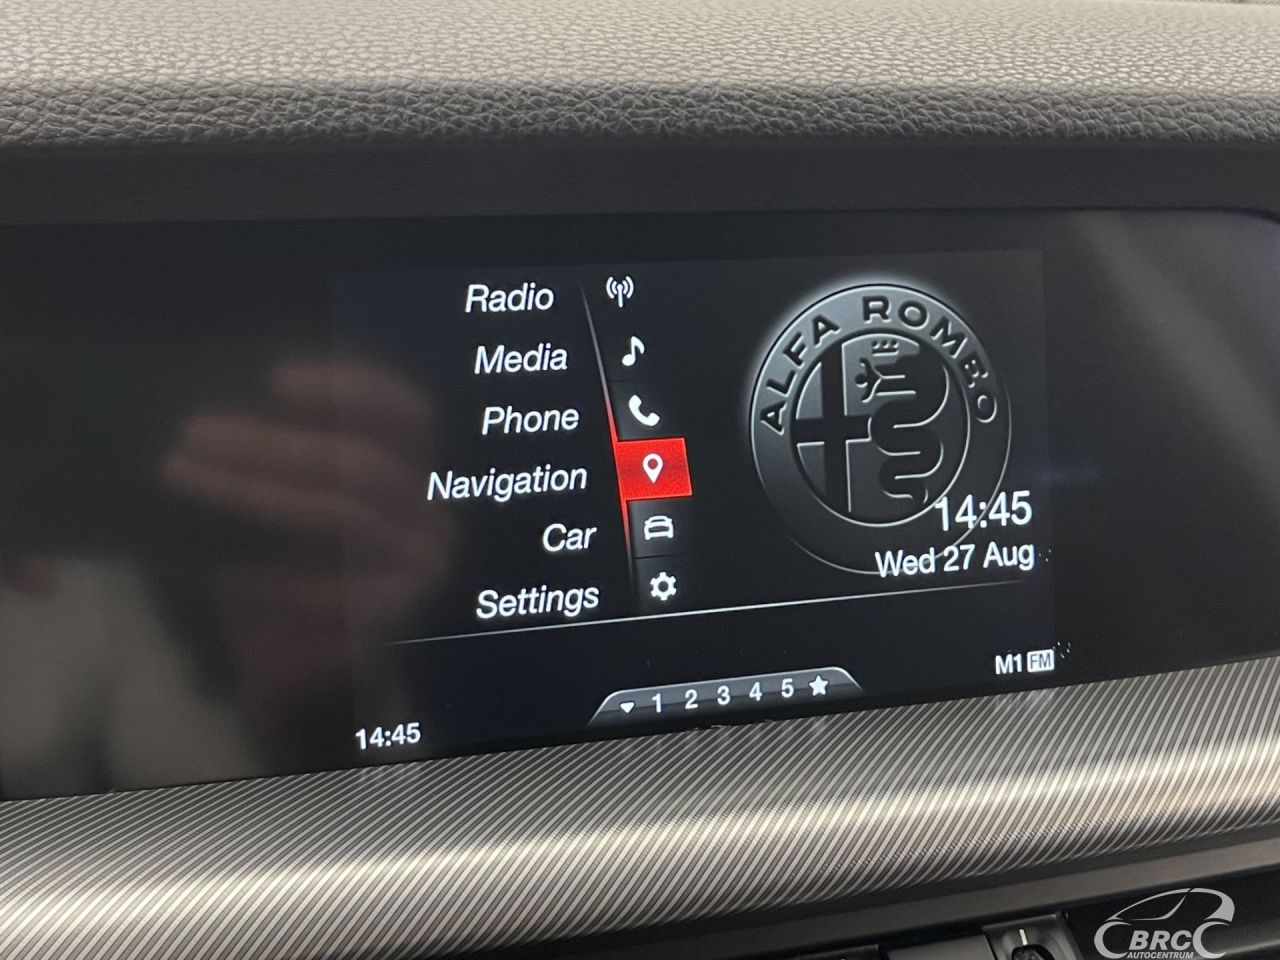 Radio
Media
Phone
Navigation
Car
Settings
ALFA ROMEO
14:45
Wed 27 Aug
M1 FM
1 2 3 4 5
14:45
BRC
AUTOCENTRUM